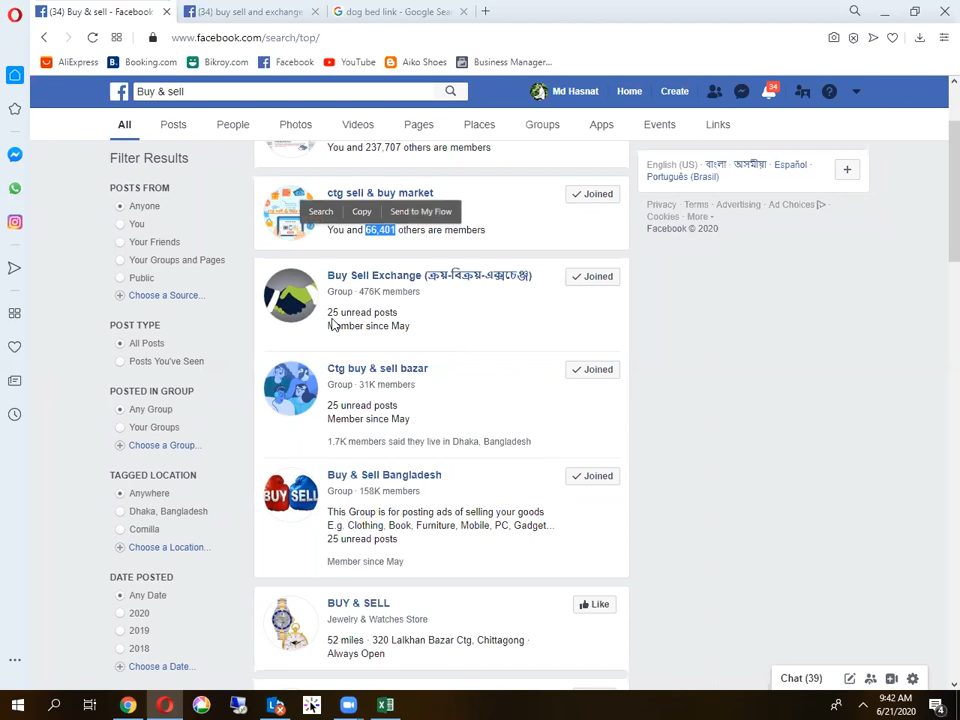 (34) Buy & sell - Facebook
(34) buy sell and exchange
dog bed link - Google Sear
www.facebook.com/search/top/
AliExpress
Booking.com
Bikroy.com
Facebook
YouTube
Aiko Shoes
Business Manager...
Buy & sell
Md Hasnat
Home
Create
34
All
Posts
People
Photos
Videos
Pages
Places
Groups
Apps
Events
Links
Filter Results
POSTS FROM
Anyone
You
Your Friends
Your Groups and Pages
Public
Choose a Source...
POST TYPE
All Posts
Posts You've Seen
POSTED IN GROUP
Any Group
Your Groups
Choose a Group...
TAGGED LOCATION
Anywhere
Dhaka, Bangladesh
Comilla
Choose a Location...
DATE POSTED
Any Date
2020
2019
2018
Choose a Date...
You and 237,707 others are members
ctg sell & buy market
Joined
Search
Copy
Send to My Flow
You and 66,401 others are members
Buy Sell Exchange (ক্রয়-বিক্রয়-এক্সচেঞ্জ)
Joined
Group · 476K members
25 unread posts
Member since May
Ctg buy & sell bazar
Joined
Group · 31K members
25 unread posts
Member since May
1.7K members said they live in Dhaka, Bangladesh
Buy & Sell Bangladesh
Joined
Group · 158K members
This Group is for posting ads of selling your goods
E.g. Clothing, Book, Furniture, Mobile, PC, Gadget...
25 unread posts
Member since May
BUY SELL
BUY & SELL
Like
Jewelry & Watches Store
52 miles · 320 Lalkhan Bazar Ctg, Chittagong ·
Always Open
English (US) · বাংলা · অসমীয়া · Español ·
Português (Brasil)
Privacy · Terms · Advertising · Ad Choices ·
Cookies · More
Facebook © 2020
Chat (39)
9:42 AM
6/21/2020
4